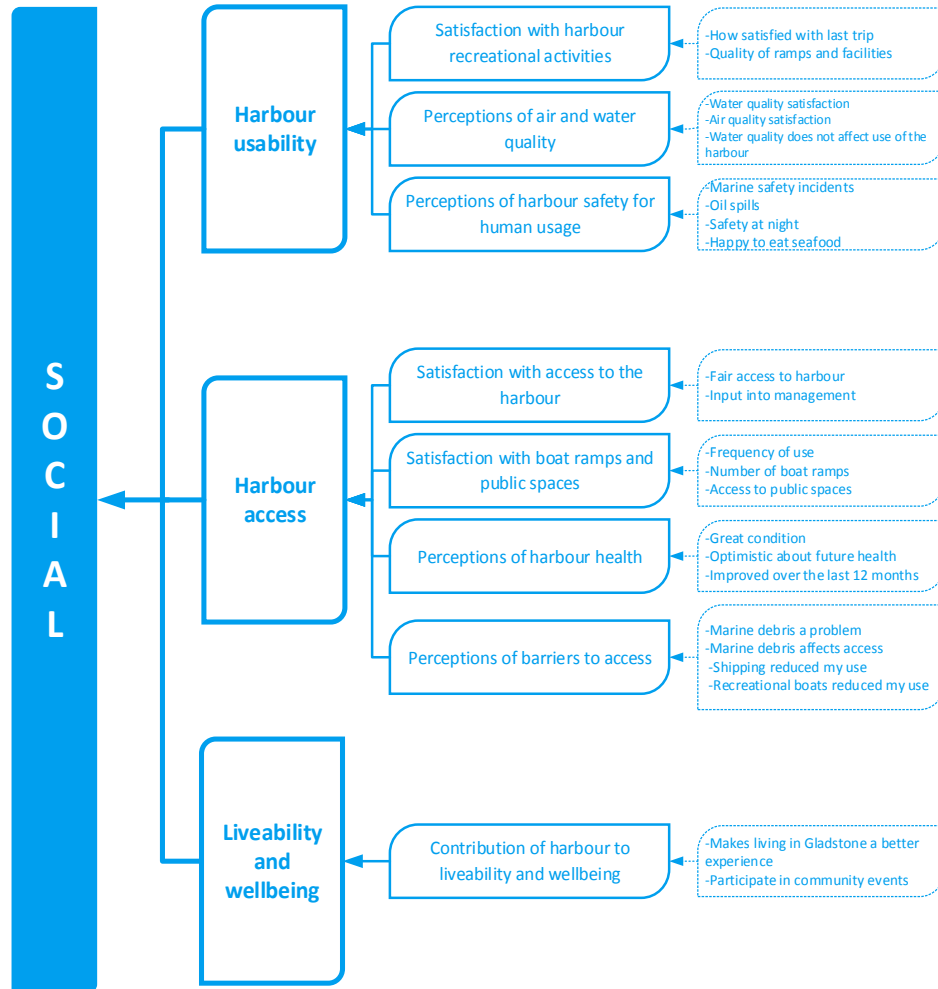 SOCIAL
Harbour
usability
Satisfaction with harbour
recreational activities
-How satisfied with last trip
-Quality of ramps and facilities
Perceptions of air and water
quality
-Water quality satisfaction
-Air quality satisfaction
-Water quality does not affect use of the
harbour
Perceptions of harbour safety for
human usage
-Marine safety incidents
-Oil spills
-Safety at night
-Happy to eat seafood
Harbour
access
Satisfaction with access to the
harbour
-Fair access to harbour
-Input into management
Satisfaction with boat ramps and
public spaces
-Frequency of use
-Number of boat ramps
-Access to public spaces
Perceptions of harbour health
-Great condition
-Optimistic about future health
-Improved over the last 12 months
Perceptions of barriers to access
-Marine debris a problem
-Marine debris affects access
-Shipping reduced my use
-Recreational boats reduced my use
Liveability
and
wellbeing
Contribution of harbour to
liveability and wellbeing
-Makes living in Gladstone a better
experience
-Participate in community events